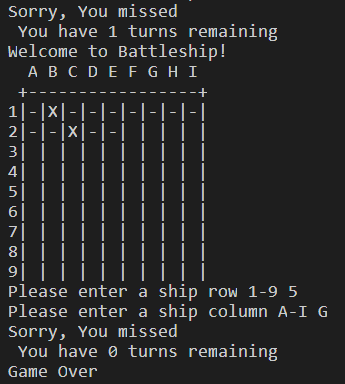 Sorry, You missed
 You have 1 turns remaining
Welcome to Battleship!
  A B C D E F G H I
 +-----------------+
1|-|X|-|-|-|-|-|-|-|
2|-|-|X|-|-| | | | |
3| | | | | | | | | |
4| | | | | | | | | |
5| | | | | | | | | |
6| | | | | | | | | |
7| | | | | | | | | |
8| | | | | | | | | |
9| | | | | | | | | |
Please enter a ship row 1-9 5
Please enter a ship column A-I G
Sorry, You missed
 You have 0 turns remaining
Game Over